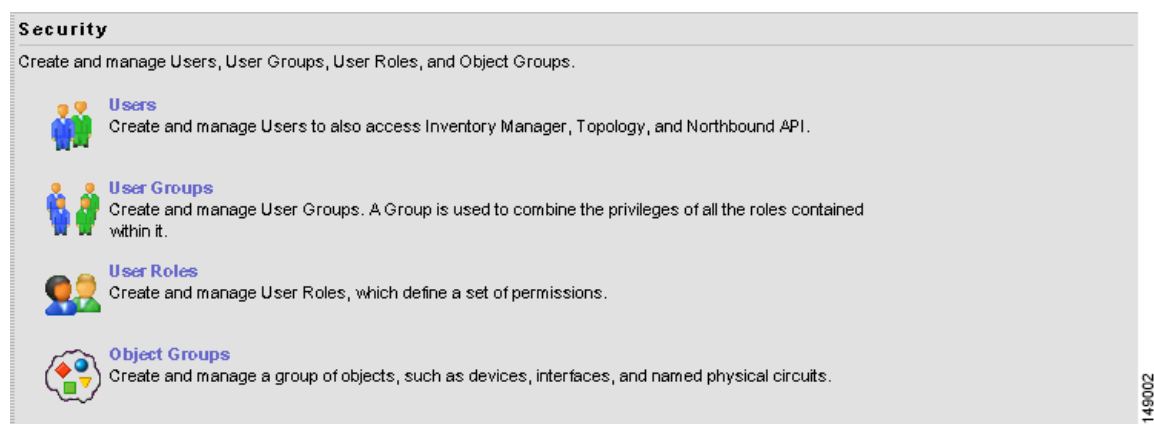 Security
Create and manage Users, User Groups, User Roles, and Object Groups.
Users
Create and manage Users to also access Inventory Manager, Topology, and Northbound API.
User Groups
Create and manage User Groups. A Group is used to combine the privileges of all the roles contained
within it.
User Roles
Create and manage User Roles, which define a set of permissions.
Object Groups
Create and manage a group of objects, such as devices, interfaces, and named physical circuits.
149002